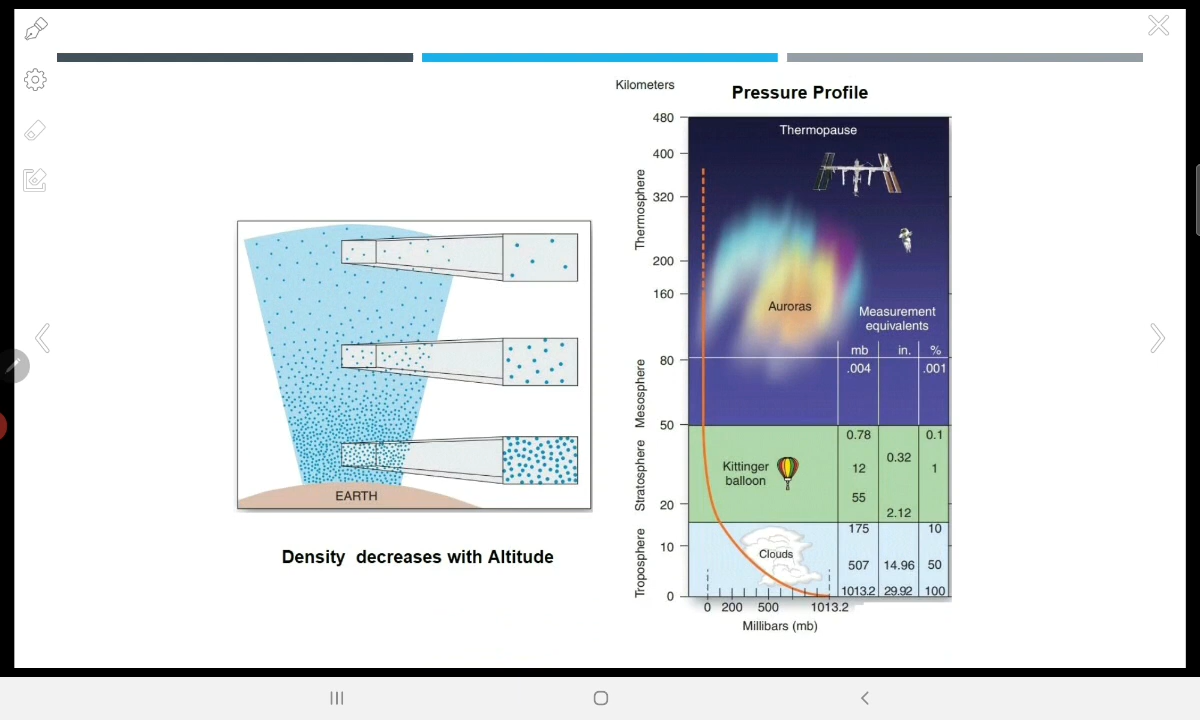 Kilometers
Pressure Profile
480
Thermopause
400
320
Thermosphere
200
160
Auroras
Measurement
equivalents
mb in. %
80
.004 .001
Mesosphere
50
0.78 0.1
0.32
Kittinger
balloon
12 1
Stratosphere
55
20
2.12
175 10
10
Clouds
Troposphere
507 14.96 50
0
1013.2 29.92 100
0 200 500 1013.2
Millibars (mb)
EARTH
Density decreases with Altitude